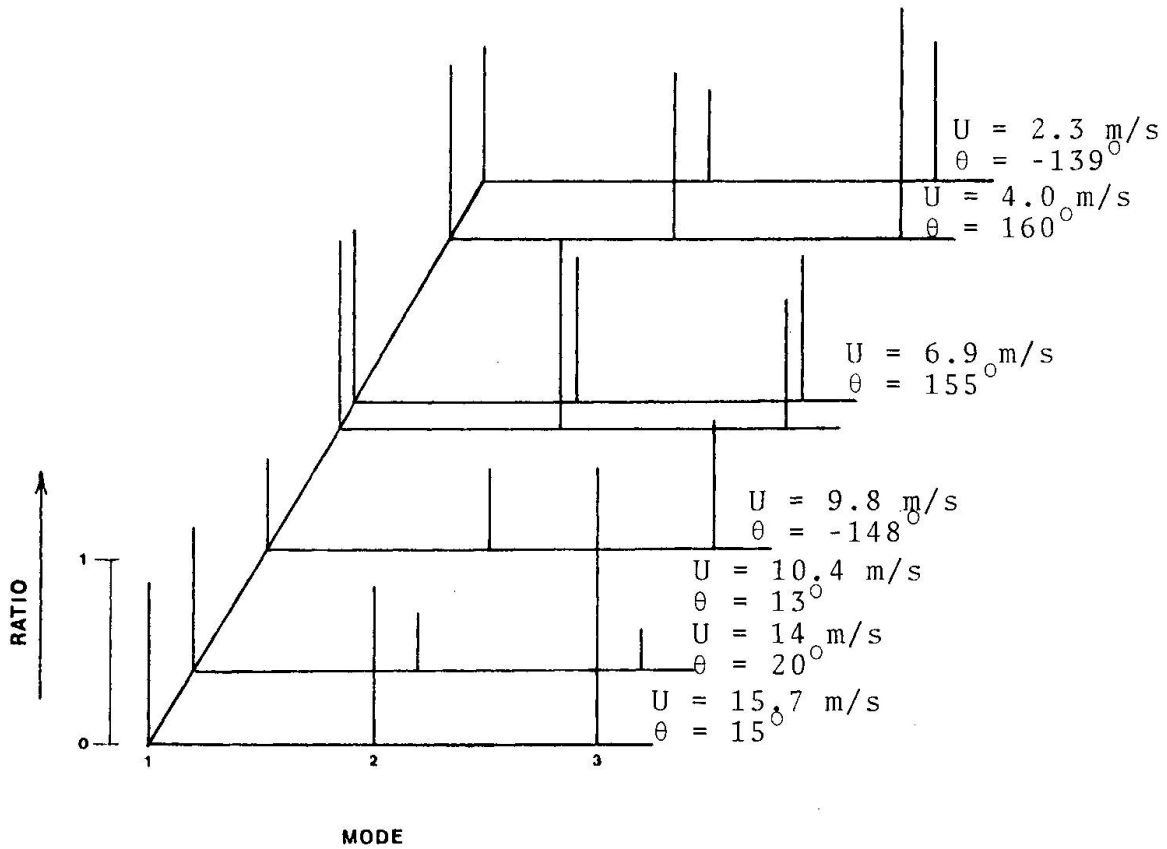 U = 2.3 m/s
θ = -139°
U = 4.0 m/s
θ = 160°
U = 6.9 m/s
θ = 155°
U = 9.8 m/s
θ = -148°
U = 10.4 m/s
θ = 13°
U = 14 m/s
θ = 20°
U = 15.7 m/s
θ = 15°
RATIO
1
0
1
2
3
MODE